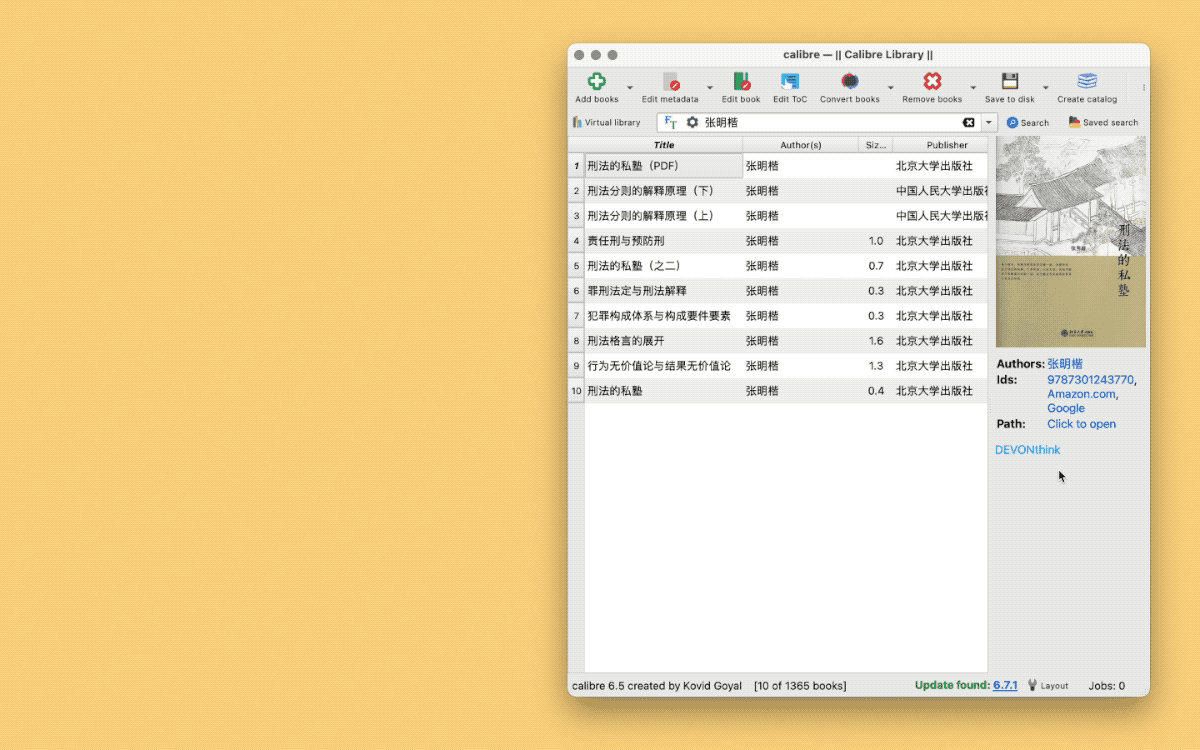 calibre — || Calibre Library ||
Add books
Edit metadata
Edit book
Edit ToC
Convert books
Remove books
Save to disk
Create catalog
Virtual library
张明楷
Search
Saved search
Title Author(s) Siz... Publisher
1 刑法的私塾（PDF） 张明楷 北京大学出版社
2 刑法分则的解释原理（下） 张明楷 中国人民大学出版社
3 刑法分则的解释原理（上） 张明楷 中国人民大学出版社
4 责任刑与预防刑 张明楷 1.0 北京大学出版社
5 刑法的私塾（之二） 张明楷 0.7 北京大学出版社
6 罪刑法定与刑法解释 张明楷 0.3 北京大学出版社
7 犯罪构成体系与构成要件要素 张明楷 0.3 北京大学出版社
8 刑法格言的展开 张明楷 1.6 北京大学出版社
9 行为无价值论与结果无价值论 张明楷 1.3 北京大学出版社
10 刑法的私塾 张明楷 0.4 北京大学出版社
刑法的私塾
Authors: 张明楷
Ids: 9787301243770,
Amazon.com,
Google
Path: Click to open
DEVONthink
calibre 6.5 created by Kovid Goyal [10 of 1365 books]
Update found: 6.7.1
Layout
Jobs: 0